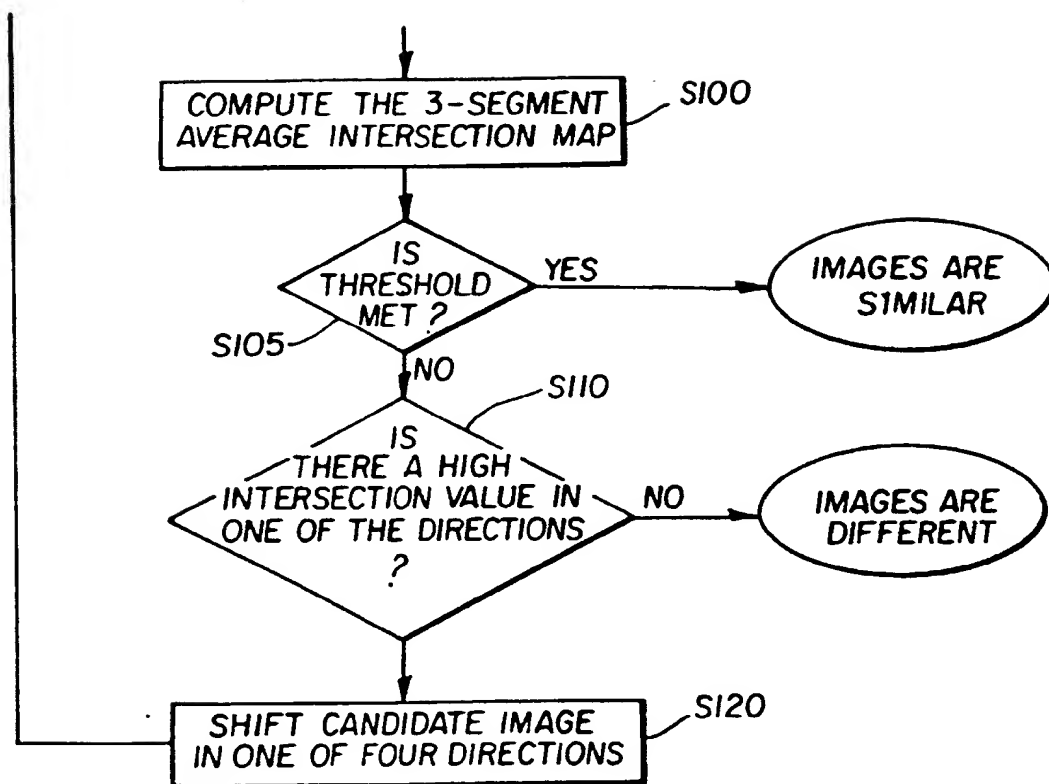 COMPUTE THE 3-SEGMENT
AVERAGE INTERSECTION MAP
S100
IS
THRESHOLD
MET ?
S105
YES
IMAGES ARE
SIMILAR
NO
S110
IS
THERE A HIGH
INTERSECTION VALUE IN
ONE OF THE DIRECTIONS
?
NO
IMAGES ARE
DIFFERENT
SHIFT CANDIDATE IMAGE
IN ONE OF FOUR DIRECTIONS
S120